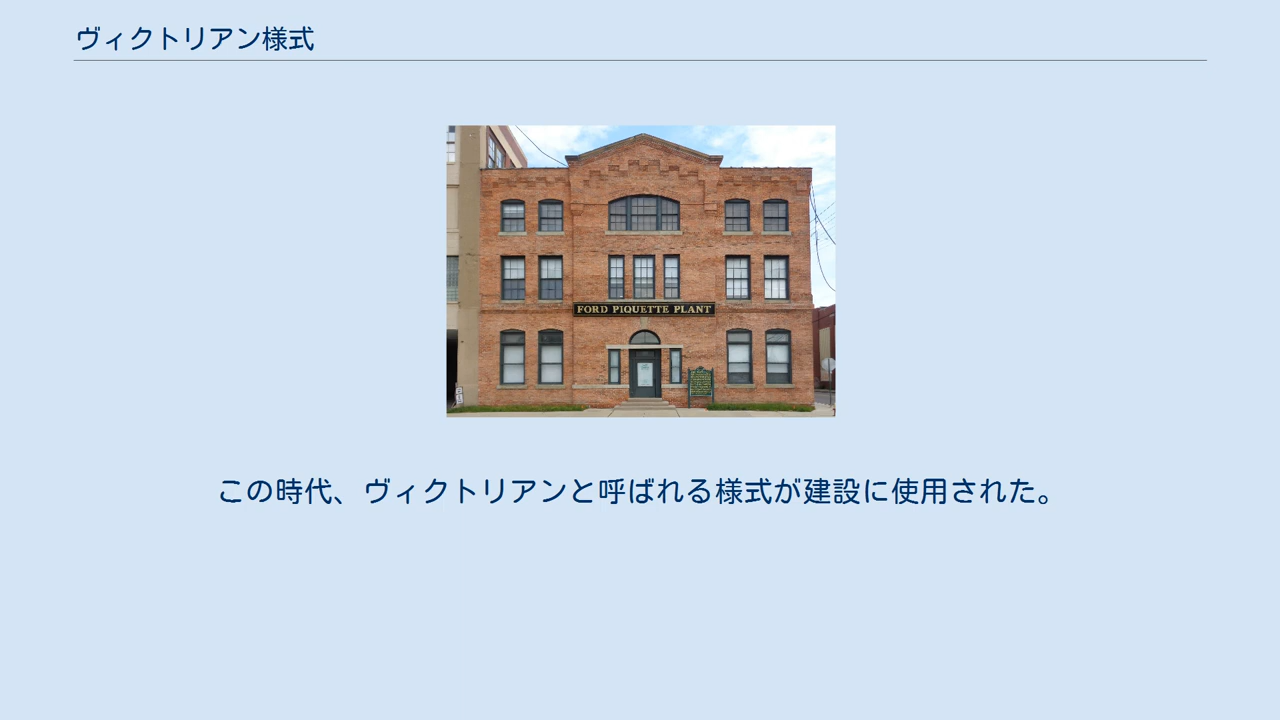 ヴィクトリアン様式
FORD PIQUETTE PLANT
この時代、ヴィクトリアンと呼ばれる様式が建設に使用された。